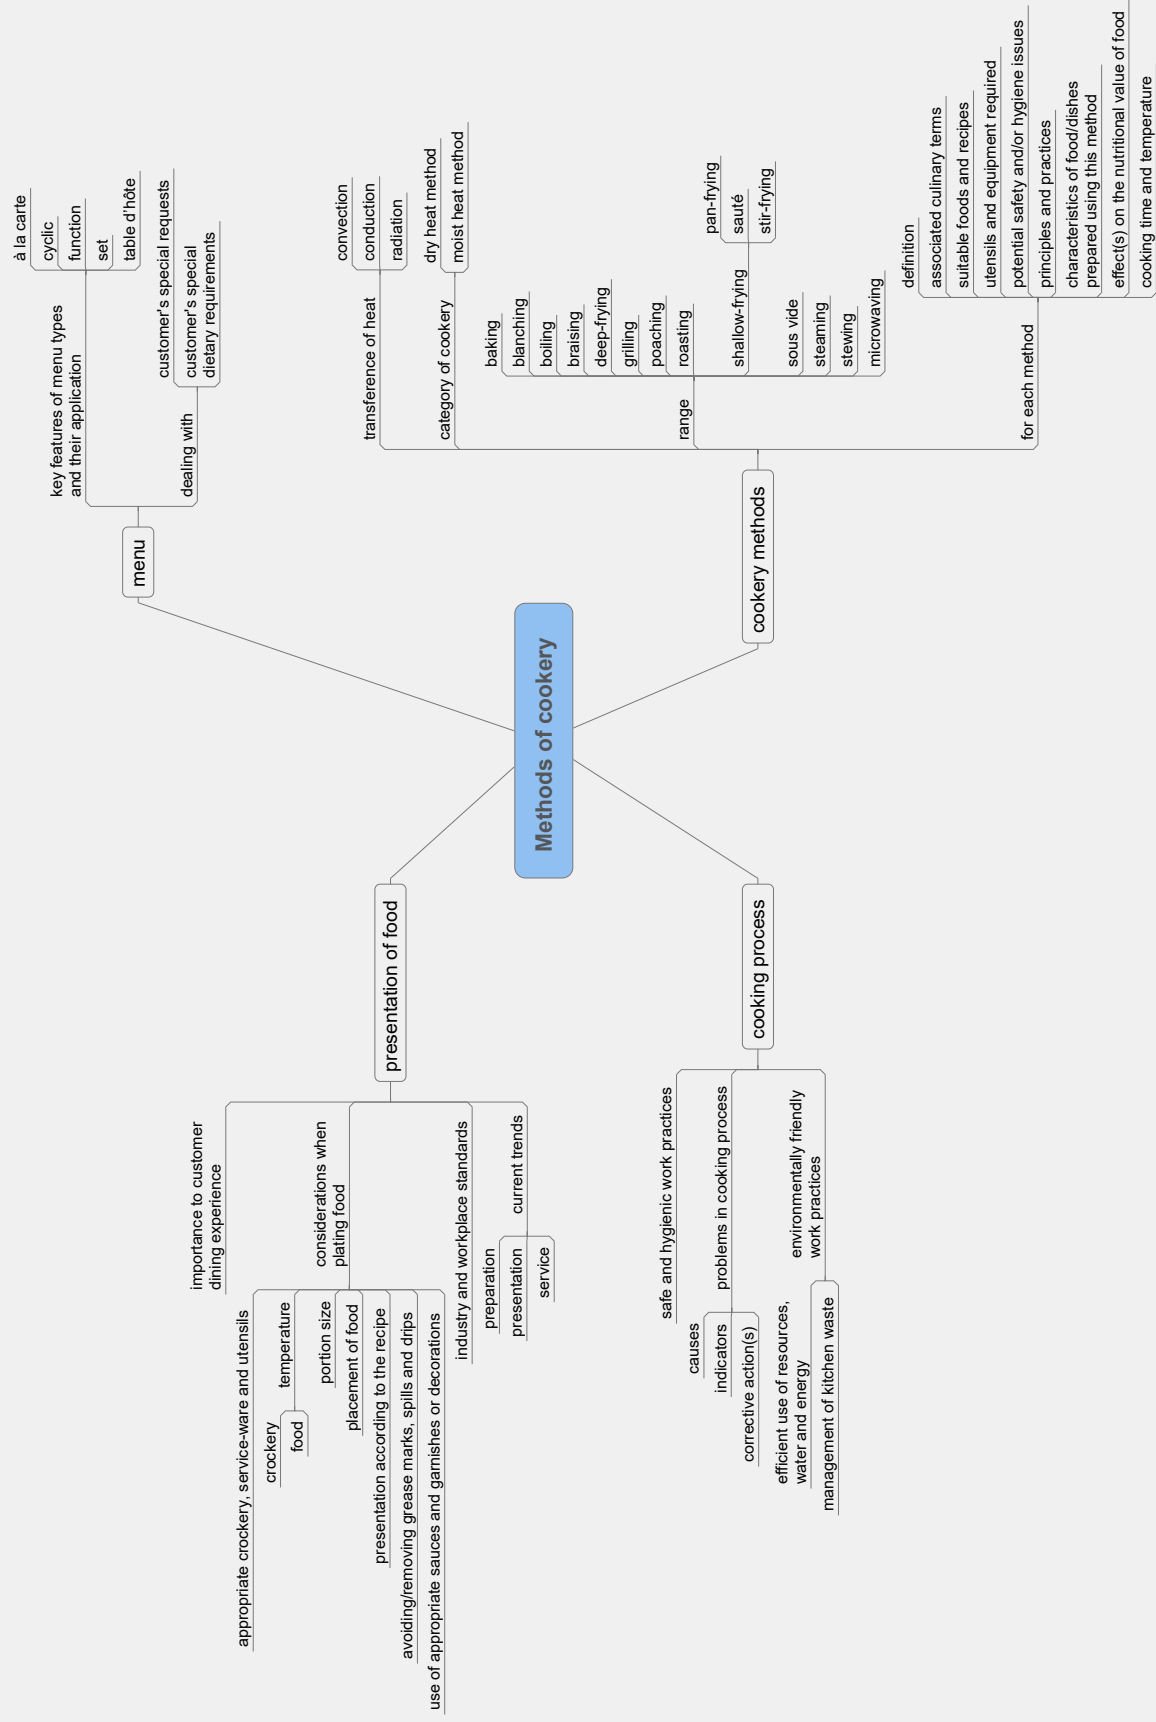 Methods of cookery
menu
key features of menu types
and their application
à la carte
cyclic
function
set
table d'hôte
dealing with
customer's special requests
customer's special
dietary requirements
cookery methods
transference of heat
convection
conduction
radiation
category of cookery
dry heat method
moist heat method
range
baking
blanching
boiling
braising
deep-frying
grilling
poaching
roasting
shallow-frying
pan-frying
sauté
stir-frying
sous vide
steaming
stewing
microwaving
for each method
definition
associated culinary terms
suitable foods and recipes
utensils and equipment required
potential safety and/or hygiene issues
principles and practices
characteristics of food/dishes
prepared using this method
effect(s) on the nutritional value of food
cooking time and temperature
presentation of food
importance to customer
dining experience
considerations when
plating food
appropriate crockery, service-ware and utensils
temperature
crockery
food
portion size
placement of food
presentation according to the recipe
avoiding/removing grease marks, spills and drips
use of appropriate sauces and garnishes or decorations
industry and workplace standards
current trends
preparation
presentation
service
cooking process
safe and hygienic work practices
problems in cooking process
causes
indicators
corrective action(s)
environmentally friendly
work practices
efficient use of resources,
water and energy
management of kitchen waste